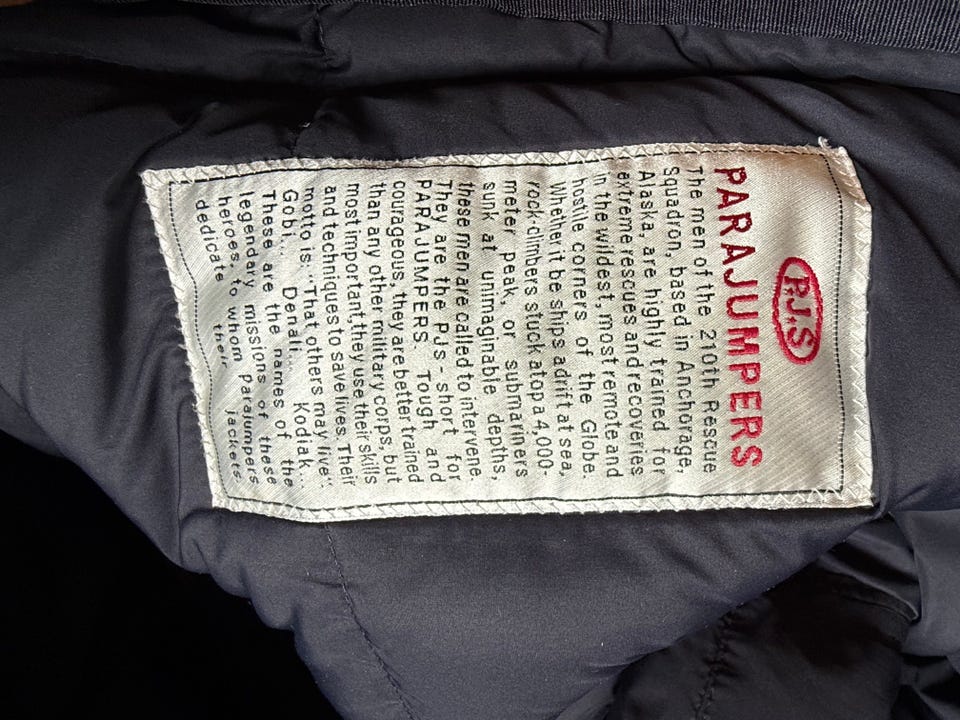 P.J.S
PARAJUMPERS
The men of the 210th Rescue
Squadron, based in Anchorage,
Alaska, are highly trained for
extreme rescues and recoveries
in the wildest, most remote and
hostile corners of the Globe.
Whether it be ships adrift at sea,
rock-climbers stuck atop a 4,000-
meter peak, or submariners
sunk at unimaginable depths,
these men are called to intervene.
They are the PJs - short for
PARAJUMPERS. Tough and
courageous, they are better trained
than any other military corps, but
most important, they use their skills
and techniques to save lives. Their
motto is: "That others may live"
Gobi... Denali... Kodiak...
These are the names of the
legendary missions of these
heroes, to whom Parajumpers
dedicate their jackets